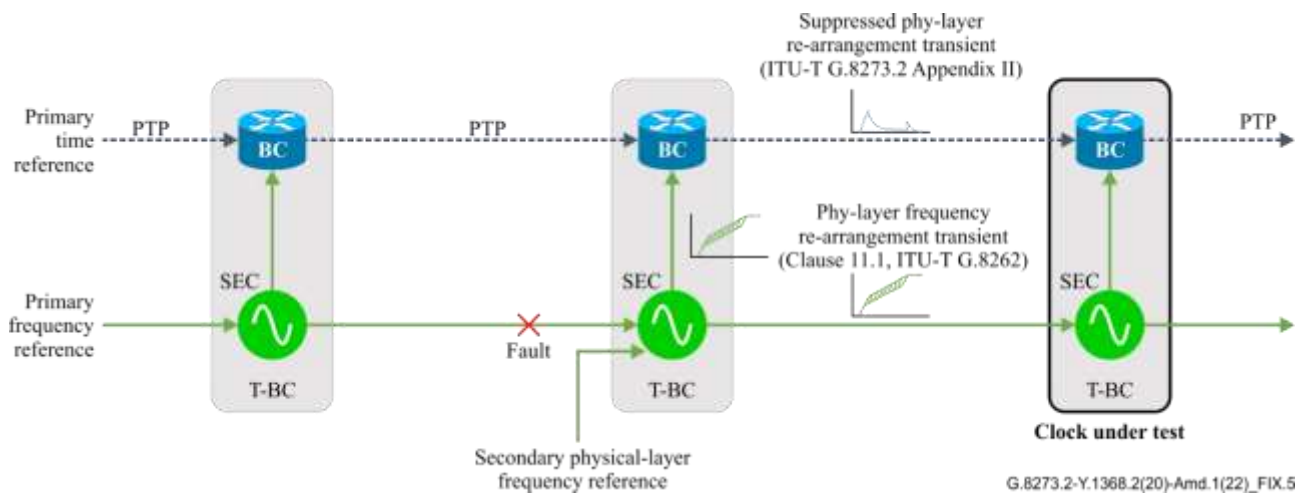 Suppressed phy-layer
re-arrangement transient
(ITU-T G.8273.2 Appendix II)
Primary
time
reference
PTP
PTP
PTP
BC
BC
BC
Phy-layer frequency
re-arrangement transient
(Clause 11.1, ITU-T G.8262)
SEC
SEC
SEC
Primary
frequency
reference
Fault
T-BC
T-BC
T-BC
Clock under test
Secondary physical-layer
frequency reference
G.8273.2-Y.1368.2(20)-Amd.1(22)_FIX.5